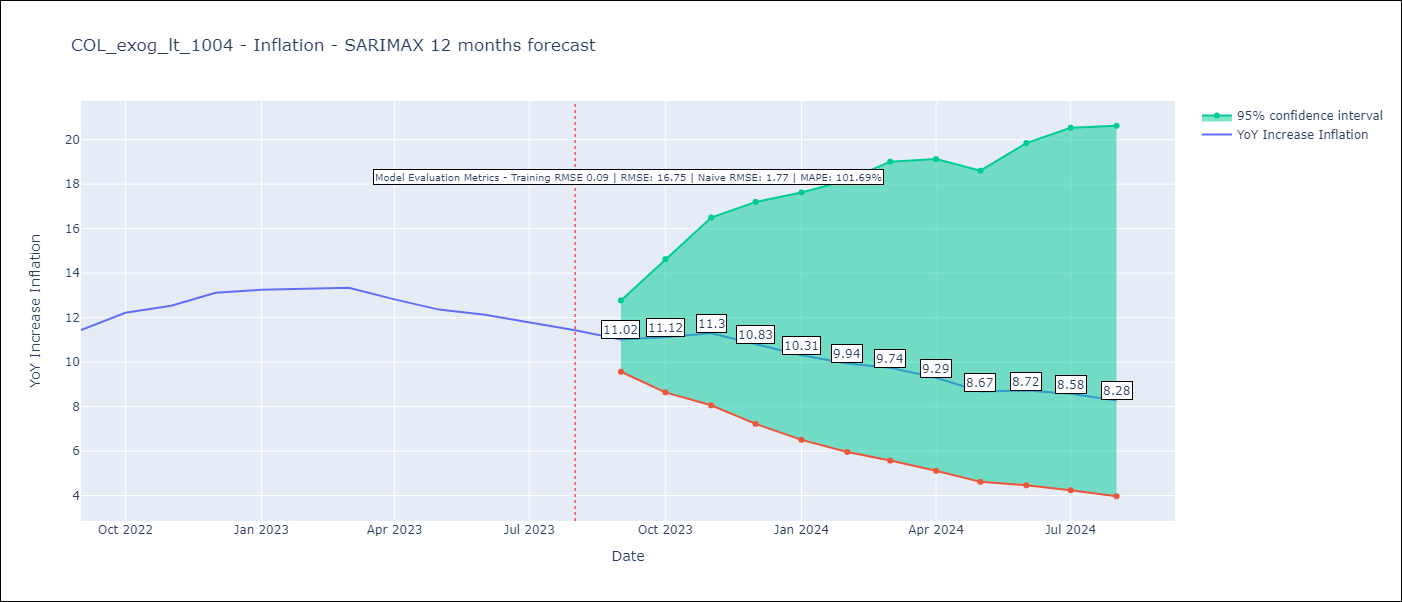 COL_exog_lt_1004 - Inflation - SARIMAX 12 months forecast
95% confidence interval
YoY Increase Inflation
Model Evaluation Metrics - Training RMSE 0.09 | RMSE: 16.75 | Naive RMSE: 1.77 | MAPE: 101.69%
YoY Increase Inflation
20
18
16
14
12
10
8
6
4
11.02
11.12
11.3
10.83
10.31
9.94
9.74
9.29
8.67
8.72
8.58
8.28
Oct 2022
Jan 2023
Apr 2023
Jul 2023
Oct 2023
Jan 2024
Apr 2024
Jul 2024
Date